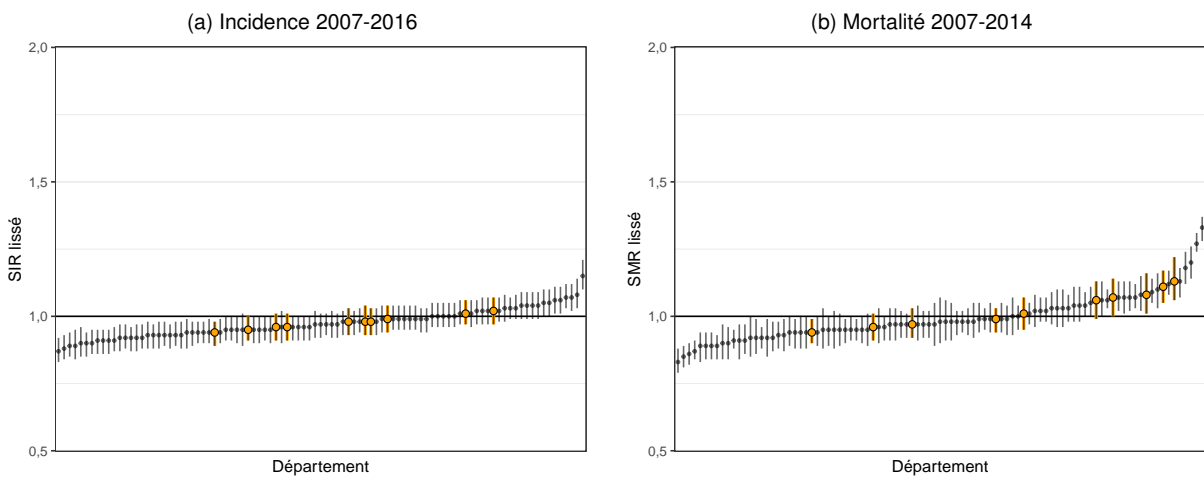 (a) Incidence 2007-2016
2,0
1,5
1,0
0,5
SIR lissé
Département
(b) Mortalité 2007-2014
2,0
1,5
1,0
0,5
SMR lissé
Département